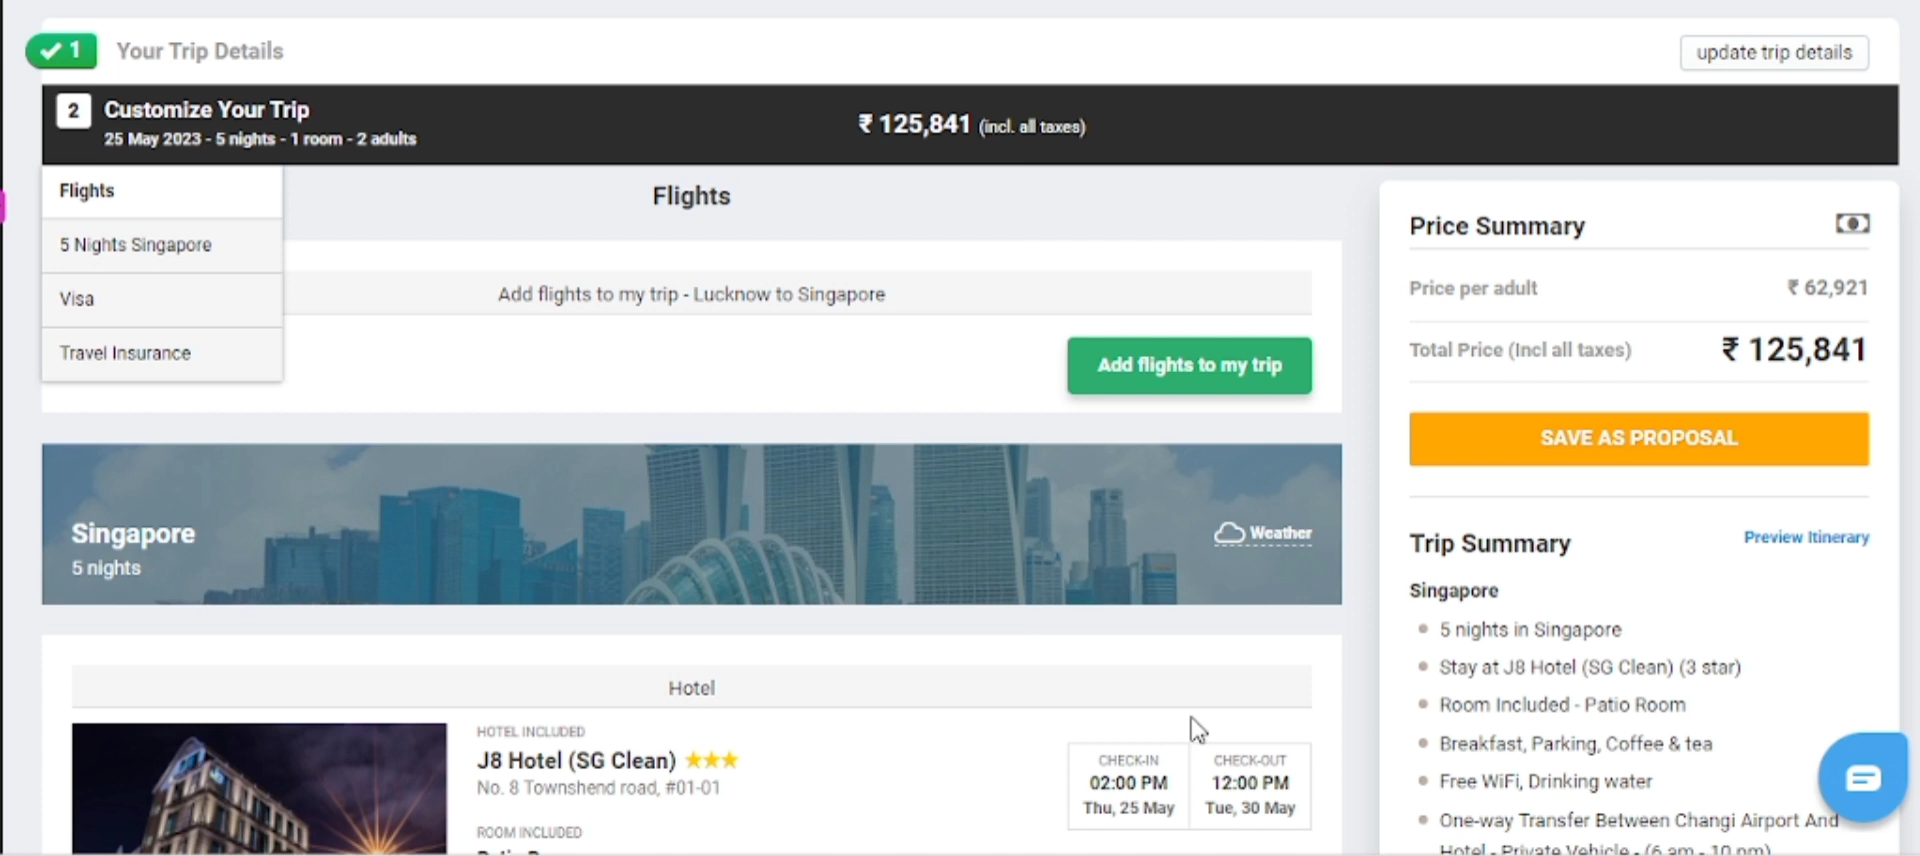 1 Your Trip Details
update trip details
2 Customize Your Trip
25 May 2023 - 5 nights - 1 room - 2 adults
₹ 125,841 (incl. all taxes)
Flights
5 Nights Singapore
Visa
Travel Insurance
Flights
Add flights to my trip - Lucknow to Singapore
Add flights to my trip
Singapore
5 nights
Weather
Hotel
HOTEL INCLUDED
J8 Hotel (SG Clean)
No. 8 Townshend road, #01-01
ROOM INCLUDED
CHECK-IN
02:00 PM
Thu, 25 May
CHECK-OUT
12:00 PM
Tue, 30 May
Price Summary
Price per adult ₹ 62,921
Total Price (Incl all taxes) ₹ 125,841
SAVE AS PROPOSAL
Trip Summary
Preview Itinerary
Singapore
5 nights in Singapore
Stay at J8 Hotel (SG Clean) (3 star)
Room Included - Patio Room
Breakfast, Parking, Coffee & tea
Free WiFi, Drinking water
One-way Transfer Between Changi Airport And
Hotel - Private Vehicle - (6 am - 10 pm)